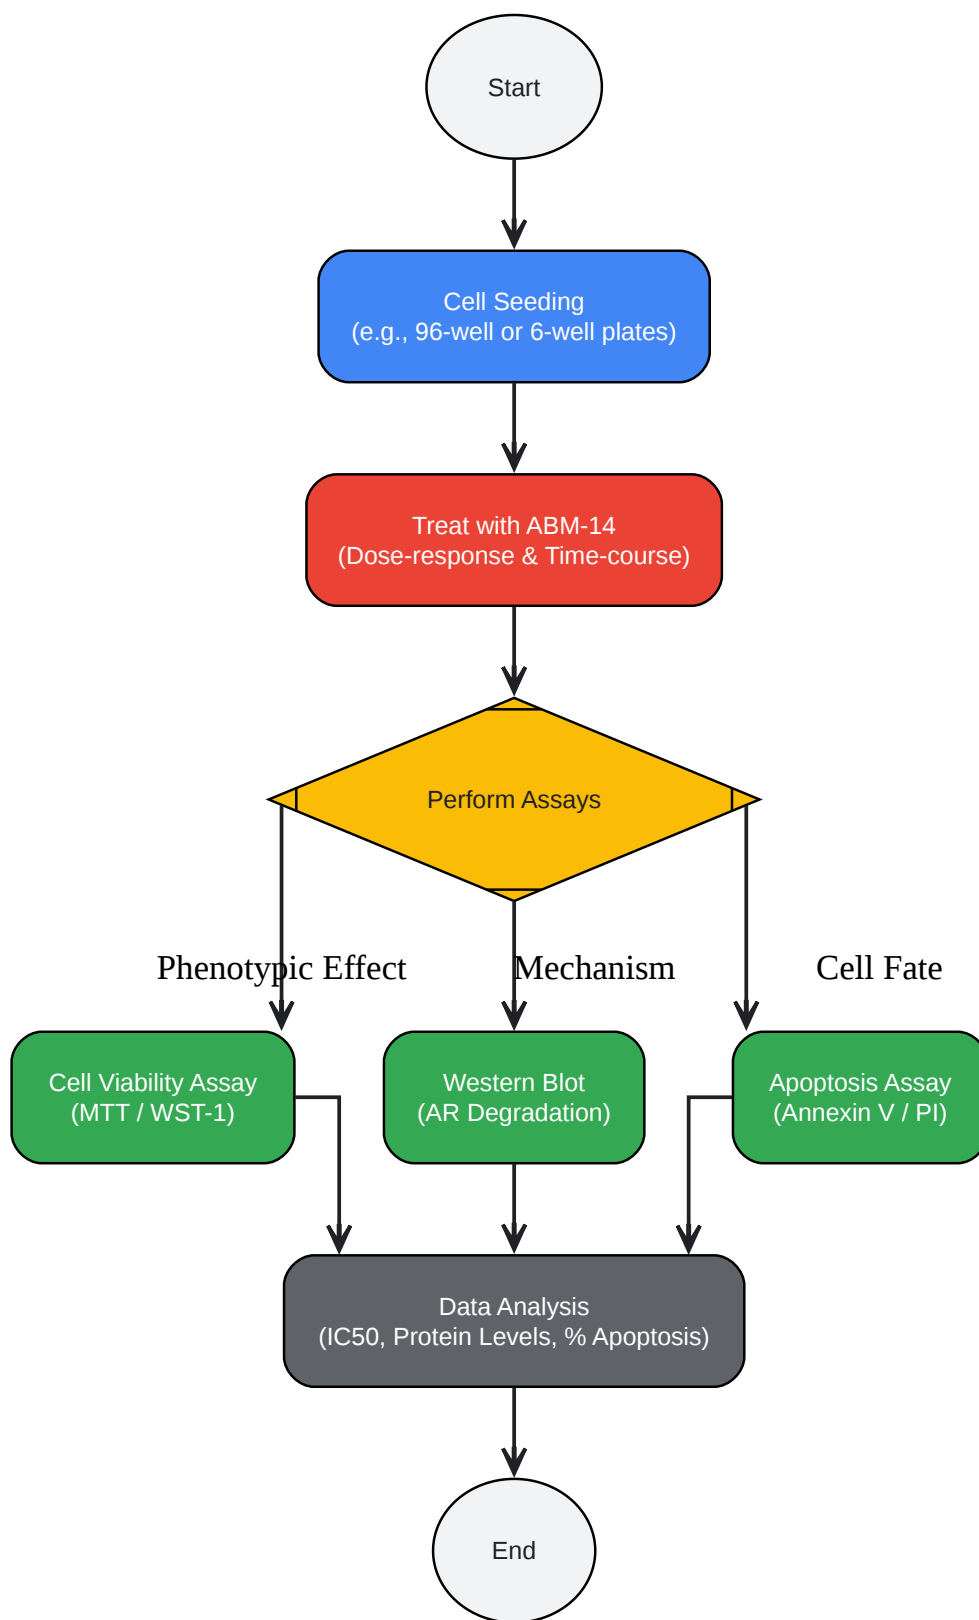 Start
Cell Seeding
(e.g., 96-well or 6-well plates)
Treat with ABM-14
(Dose-response & Time-course)
Perform Assays
Phenotypic Effect
Mechanism
Cell Fate
Cell Viability Assay
(MTT / WST-1)
Western Blot
(AR Degradation)
Apoptosis Assay
(Annexin V / PI)
Data Analysis
(IC50, Protein Levels, % Apoptosis)
End